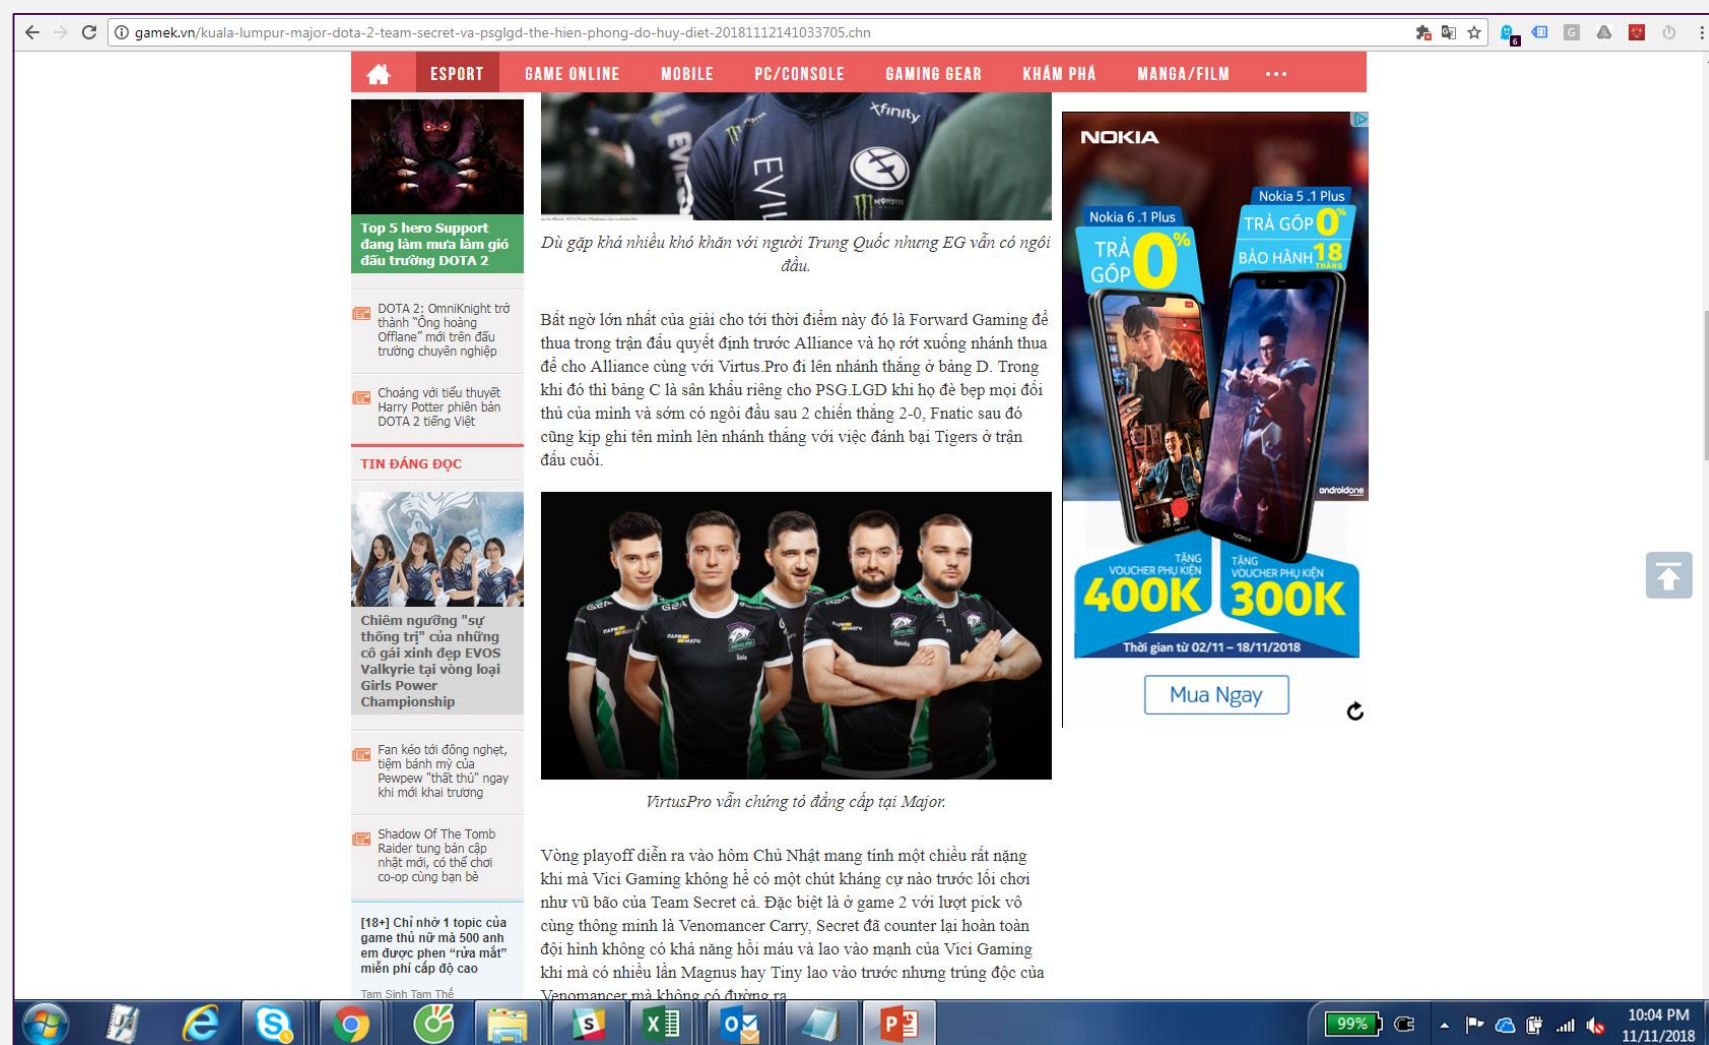 gamek.vn/kuala-lumpur-major-dota-2-team-secret-va-psglgd-the-hien-phong-do-huy-diet-20181112141033705.chn
6
G
ESPORT
GAME ONLINE
MOBILE
PC/CONSOLE
GAMING GEAR
KHÁM PHÁ
MANGA/FILM
Top 5 hero Support
đang làm mưa làm gió
đấu trường DOTA 2
DOTA 2: OmniKnight trở
thành “Ông hoàng
Offlane” mới trên đấu
trường chuyên nghiệp
Choáng với tiểu thuyết
Harry Potter phiên bản
DOTA 2 tiếng Việt
TIN ĐÁNG ĐỌC
Chiêm ngưỡng "sự
thống trị" của những
cô gái xinh đẹp EVOS
Valkyrie tại vòng loại
Girls Power
Championship
Fan kéo tới đông nghẹt,
tiệm bánh mỳ của
Pewpew "thất thủ" ngay
khi mới khai trương
Shadow Of The Tomb
Raider tung bản cập
nhật mới, có thể chơi
co-op cùng bạn bè
[18+] Chỉ nhờ 1 topic của
game thủ nữ mà 500 anh
em được phen “rửa mắt”
miễn phí cấp độ cao
Tam Sinh Tam Thế
xfinity
EVIL
EVIL
MONSTER
Dù gặp khá nhiều khó khăn với người Trung Quốc nhưng EG vẫn có ngôi
đầu.
Bất ngờ lớn nhất của giải cho tới thời điểm này đó là Forward Gaming để
thua trong trận đấu quyết định trước Alliance và họ rớt xuống nhánh thua
để cho Alliance cùng với Virtus.Pro đi lên nhánh thắng ở bảng D. Trong
khi đó thì bảng C là sân khấu riêng cho PSG.LGD khi họ đè bẹp mọi đối
thủ của mình và sớm có ngôi đầu sau 2 chiến thắng 2-0, Fnatic sau đó
cũng kịp ghi tên mình lên nhánh thắng với việc đánh bại Tigers ở trận
đấu cuối.
G2A
G2A
Solo
VirtusPro vẫn chứng tỏ đẳng cấp tại Major.
Vòng playoff diễn ra vào hôm Chủ Nhật mang tính một chiều rất nặng
khi mà Vici Gaming không hề có một chút kháng cự nào trước lối chơi
như vũ bão của Team Secret cả. Đặc biệt là ở game 2 với lượt pick vô
cùng thông minh là Venomancer Carry, Secret đã counter lại hoàn toàn
đội hình không có khả năng hồi máu và lao vào mạnh của Vici Gaming
khi mà có nhiều lần Magnus hay Tiny lao vào trước nhưng trúng độc của
Venomancer mà không có đường ra
NOKIA
Nokia 6 .1 Plus
TRẢ
GÓP 0%
Nokia 5 .1 Plus
TRẢ GÓP 0%
BẢO HÀNH 18
THÁNG
androidone
NOKIA
NOKIA
TẶNG
VOUCHER PHỤ KIỆN
400K
TẶNG
VOUCHER PHỤ KIỆN
300K
Thời gian từ 02/11 – 18/11/2018
Mua Ngay
99%
10:04 PM
11/11/2018